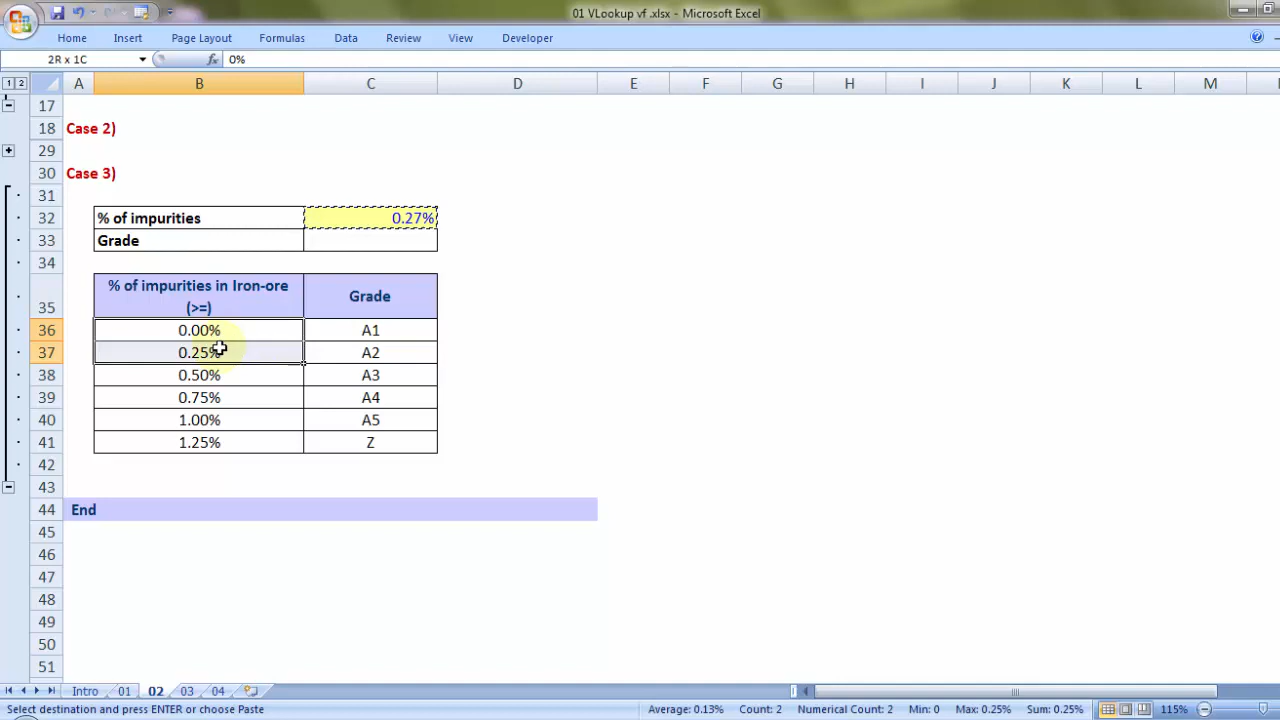 01 VLookup vf .xlsx - Microsoft Excel
Home Insert Page Layout Formulas Data Review View Developer
2R x 1C fx 0%
1 2 A B C D E F G H I J K L M
17
18 Case 2)
29
30 Case 3)
31
32 % of impurities 0.27%
33 Grade
34
% of impurities in Iron-ore
35 (>=) Grade
36 0.00% A1
37 0.25% A2
38 0.50% A3
39 0.75% A4
40 1.00% A5
41 1.25% Z
42
43
44 End
45
46
47
48
49
50
51
Intro 01 02 03 04
Select destination and press ENTER or choose Paste Average: 0.13% Count: 2 Numerical Count: 2 Min: 0 Max: 0.25% Sum: 0.25% 115%